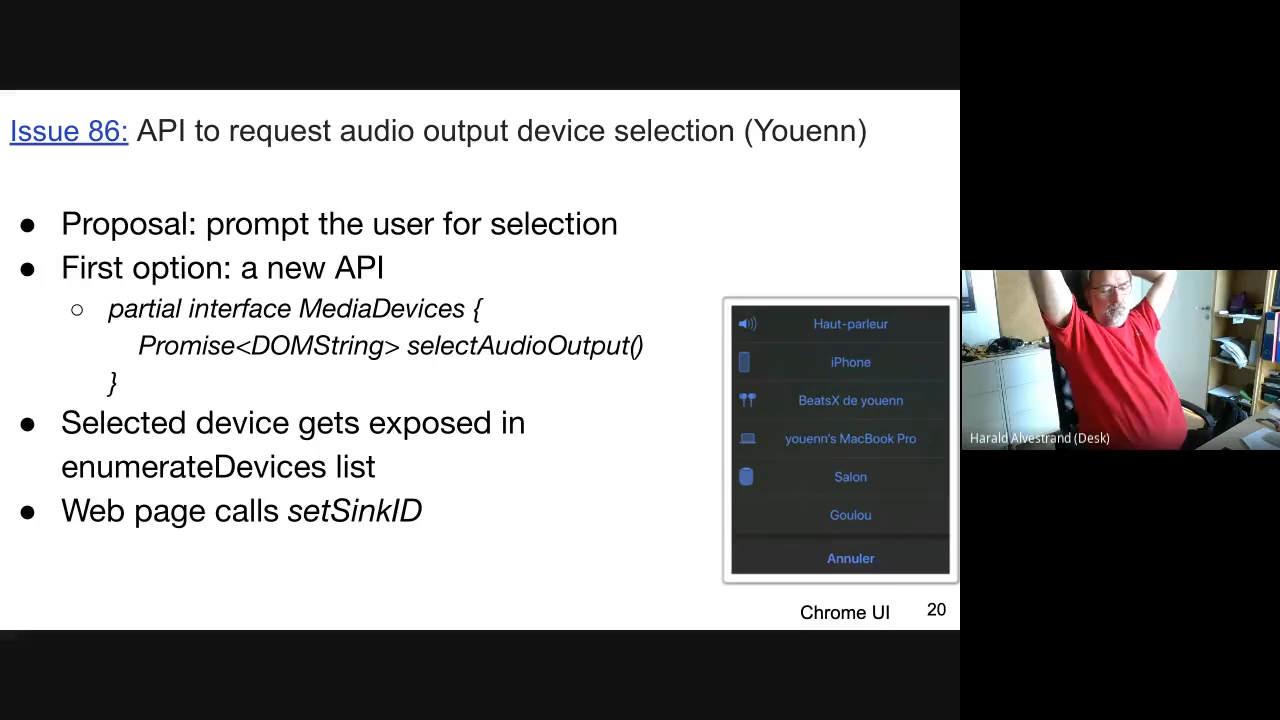 Issue 86: API to request audio output device selection (Youenn)
● Proposal: prompt the user for selection
● First option: a new API
○ partial interface MediaDevices {
Promise<DOMString> selectAudioOutput()
}
● Selected device gets exposed in
enumerateDevices list
● Web page calls setSinkID
Haut-parleur
iPhone
BeatsX de youenn
youenn's MacBook Pro
Salon
Goulou
Annuler
Chrome UI
20
Harald Alvestrand (Desk)